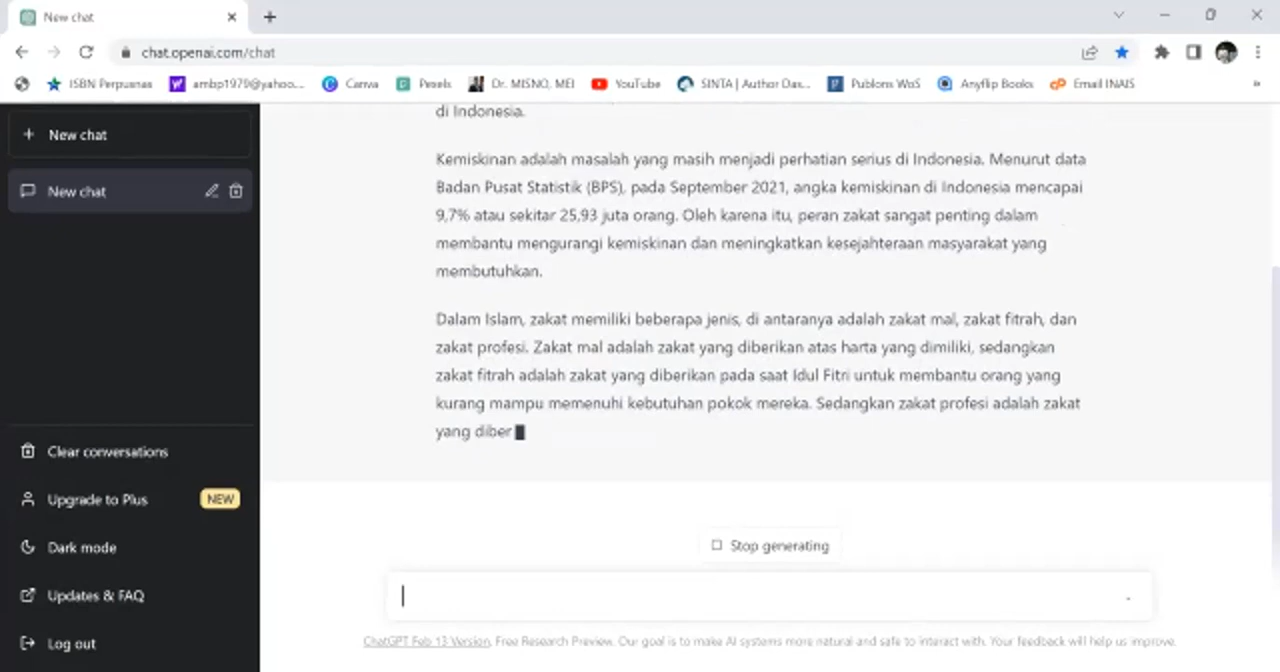 New chat
chat.openai.com/chat
ISBN Perpusnas
ambp1979@yahoo...
Canva
Pexels
Dr. MISNO, MEI
YouTube
SINTA | Author Das...
Publons WoS
Anyflip Books
Email INAIS
New chat
New chat
di Indonesia.
Kemiskinan adalah masalah yang masih menjadi perhatian serius di Indonesia. Menurut data
Badan Pusat Statistik (BPS), pada September 2021, angka kemiskinan di Indonesia mencapai
9,7% atau sekitar 25,93 juta orang. Oleh karena itu, peran zakat sangat penting dalam
membantu mengurangi kemiskinan dan meningkatkan kesejahteraan masyarakat yang
membutuhkan.
Dalam Islam, zakat memiliki beberapa jenis, di antaranya adalah zakat mal, zakat fitrah, dan
zakat profesi. Zakat mal adalah zakat yang diberikan atas harta yang dimiliki, sedangkan
zakat fitrah adalah zakat yang diberikan pada saat Idul Fitri untuk membantu orang yang
kurang mampu memenuhi kebutuhan pokok mereka. Sedangkan zakat profesi adalah zakat
yang diber
Clear conversations
Upgrade to Plus NEW
Dark mode
Updates & FAQ
Log out
Stop generating
ChatGPT Feb 13 Version. Free Research Preview. Our goal is to make AI systems more natural and safe to interact with. Your feedback will help us improve.